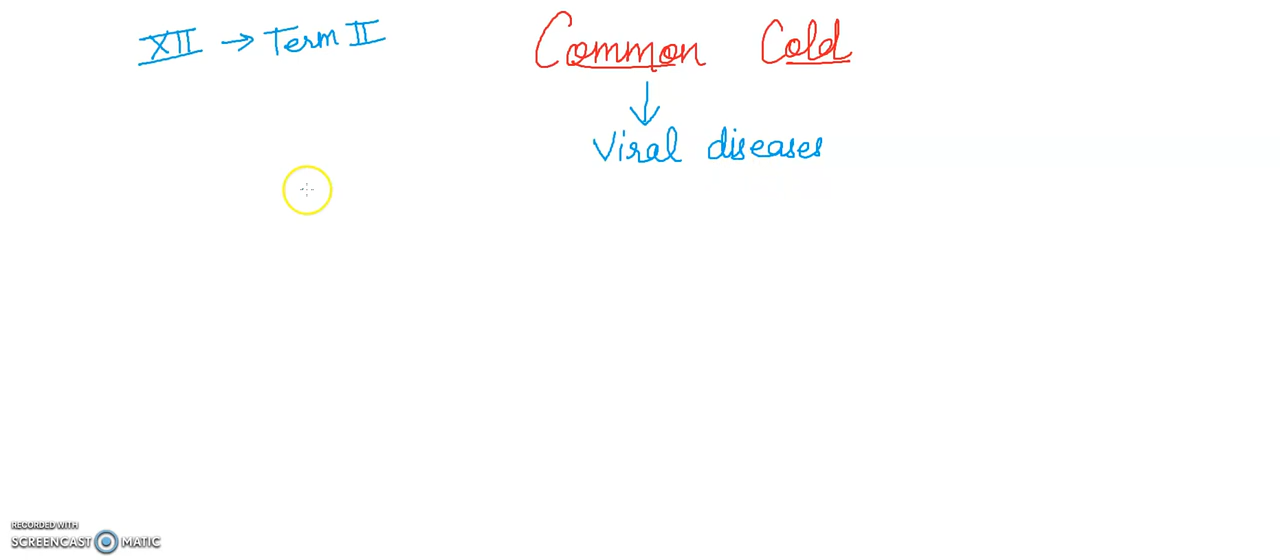 XII → Term II
Common Cold
↓
Viral diseases
RECORDED WITH
SCREENCAST MATIC